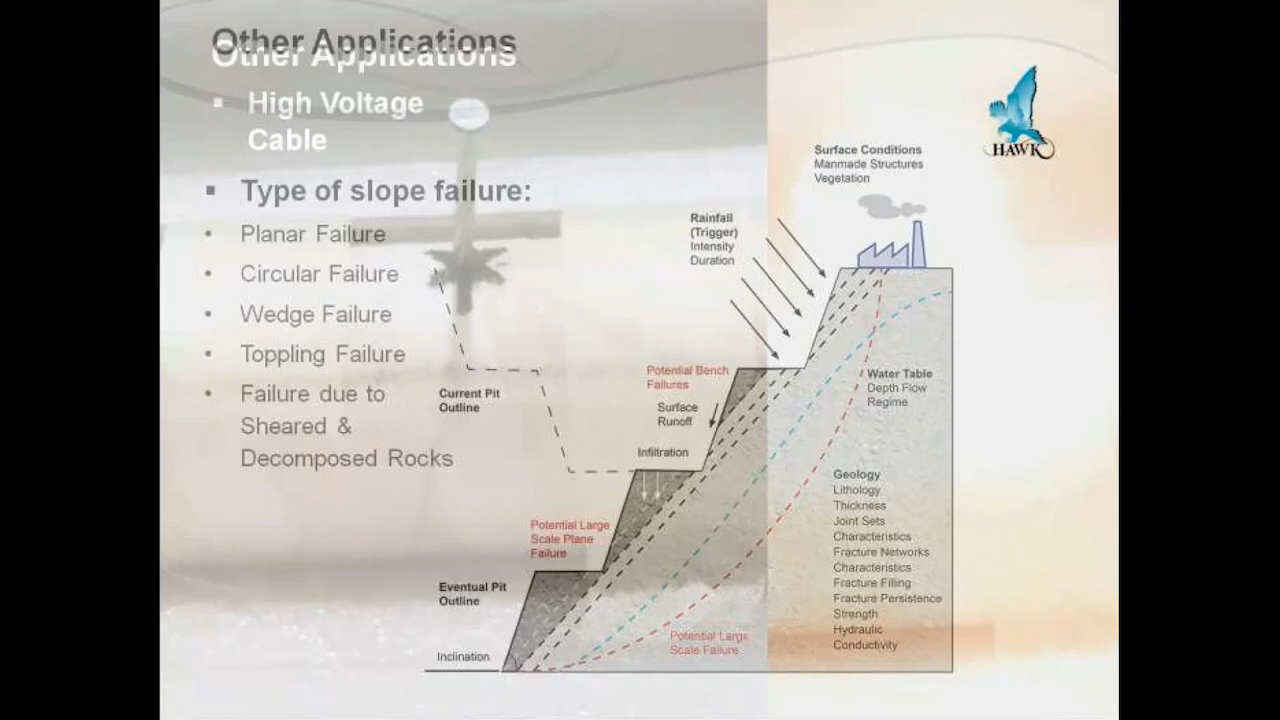 Other Applications
Other Applications
High Voltage
Cable
Type of slope failure:
Planar Failure
Circular Failure
Wedge Failure
Toppling Failure
Failure due to
Sheared &
Decomposed Rocks
HAWK
Surface Conditions
Manmade Structures
Vegetation
Rainfall
(Trigger)
Intensity
Duration
Potential Bench
Failures
Surface
Runoff
Infiltration
Current Pit
Outline
Water Table
Depth Flow
Regime
Geology
Lithology
Thickness
Joint Sets
Characteristics
Fracture Networks
Characteristics
Fracture Filling
Fracture Persistence
Strength
Hydraulic
Conductivity
Potential Large
Scale Plane
Failure
Eventual Pit
Outline
Potential Large
Scale Failure
Inclination